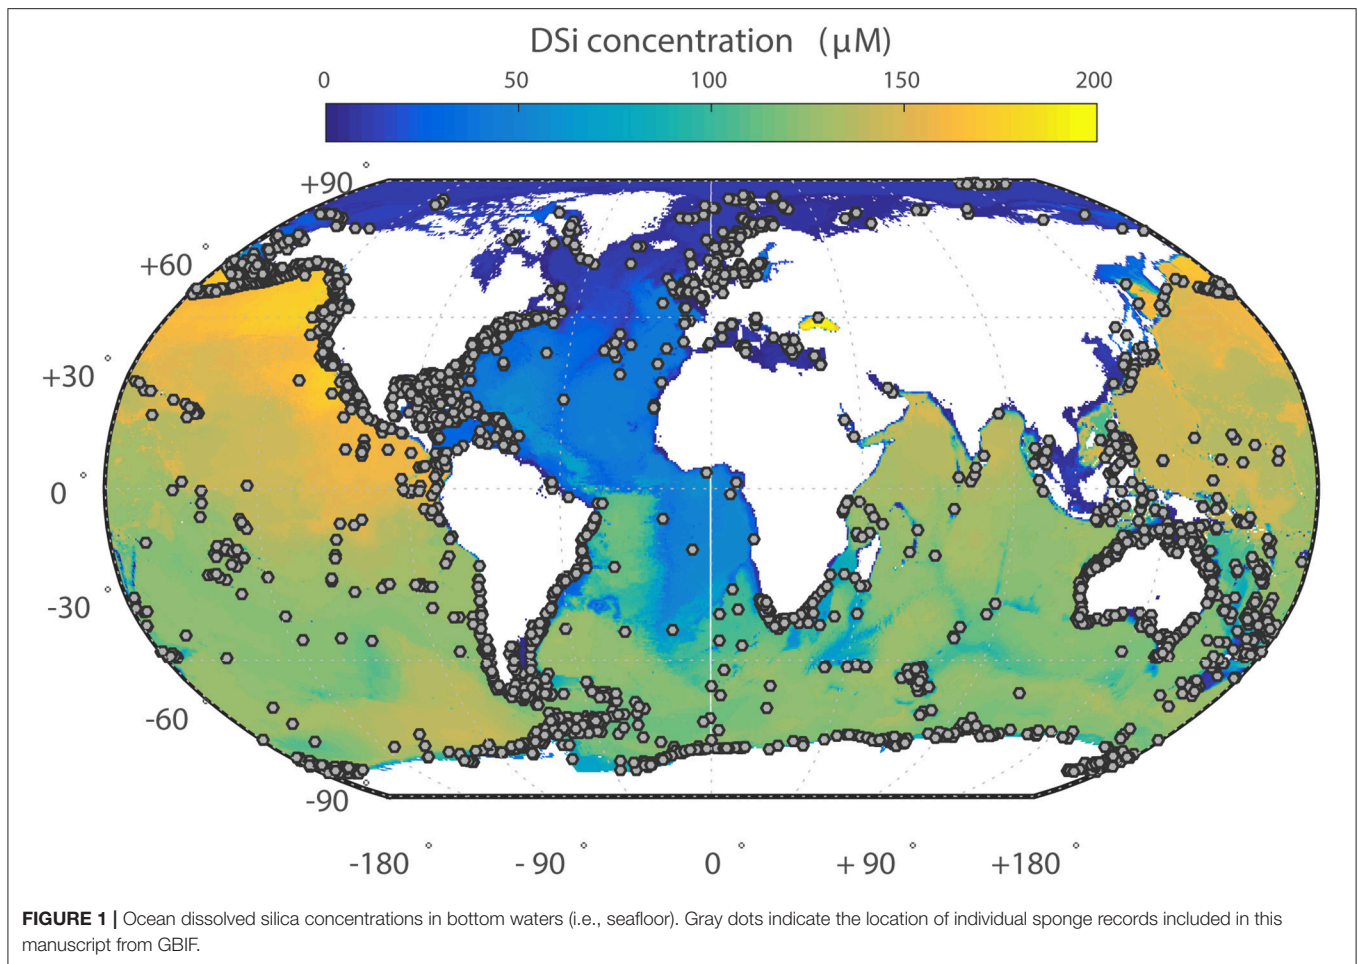 DSi concentration (μM)
0 50 100 150 200
+90°
+60°
+30°
0°
-30°
-60°
-90°
-180° - 90° 0° + 90° +180°
FIGURE 1 | Ocean dissolved silica concentrations in bottom waters (i.e., seafloor). Gray dots indicate the location of individual sponge records included in this
manuscript from GBIF.